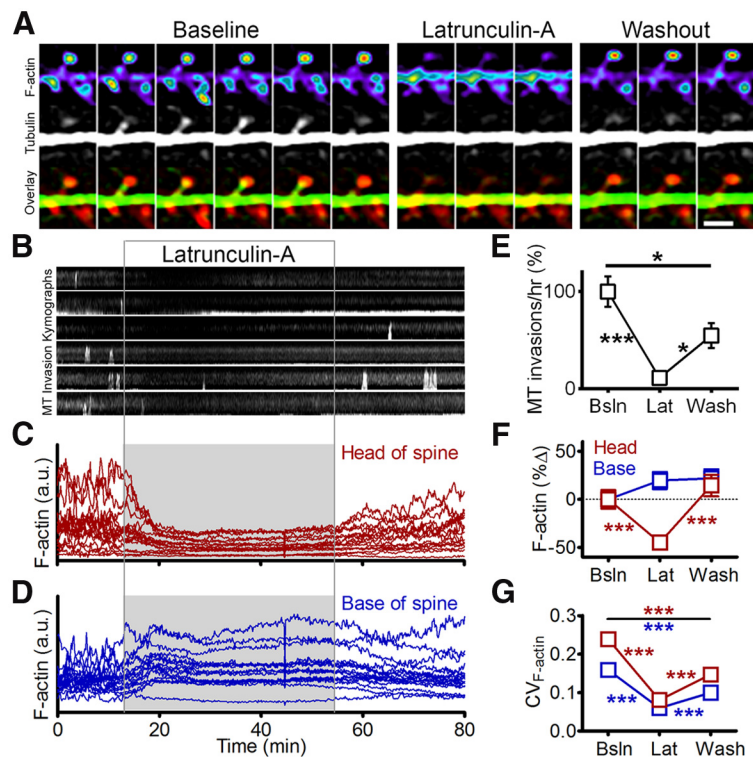 A
Baseline
Latrunculin-A
Washout
F-actin
Tubulin
Overlay
B
Latrunculin-A
MT Invasion Kymographs
C
Head of spine
F-actin (a.u.)
D
Base of spine
F-actin (a.u.)
0 20 40 60 80
Time (min)
E
MT invasions/hr (%)
100
0
*
***
*
Bsln Lat Wash
F
F-actin (%Δ)
50
0
-50
Head
Base
***
***
Bsln Lat Wash
G
CV F-actin
0.3
0.2
0.1
0.0
***
***
***
***
***
***
Bsln Lat Wash